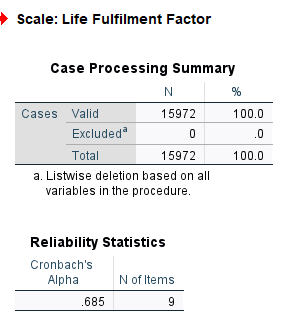 Scale: Life Fulfilment Factor
Case Processing Summary
N %
Cases Valid 15972 100.0
Excludedᵃ 0 .0
Total 15972 100.0
a. Listwise deletion based on all
variables in the procedure.
Reliability Statistics
Cronbach's
Alpha N of Items
.685 9